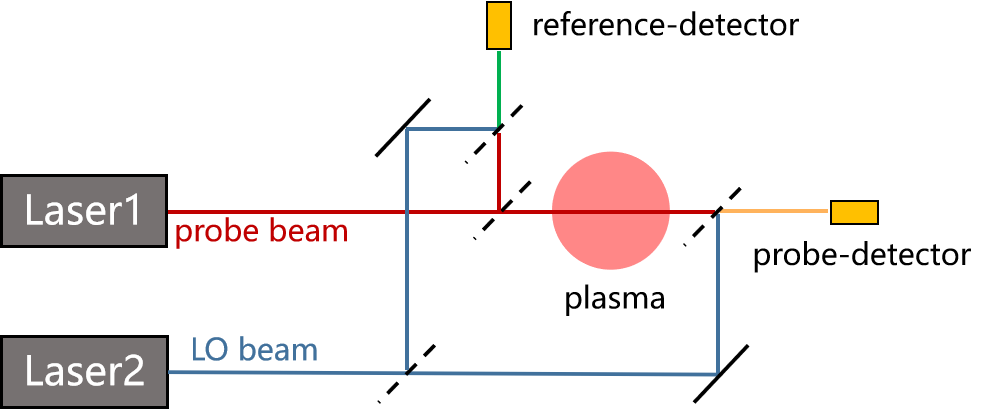 reference-detector
Laser1
probe beam
plasma
probe-detector
LO beam
Laser2